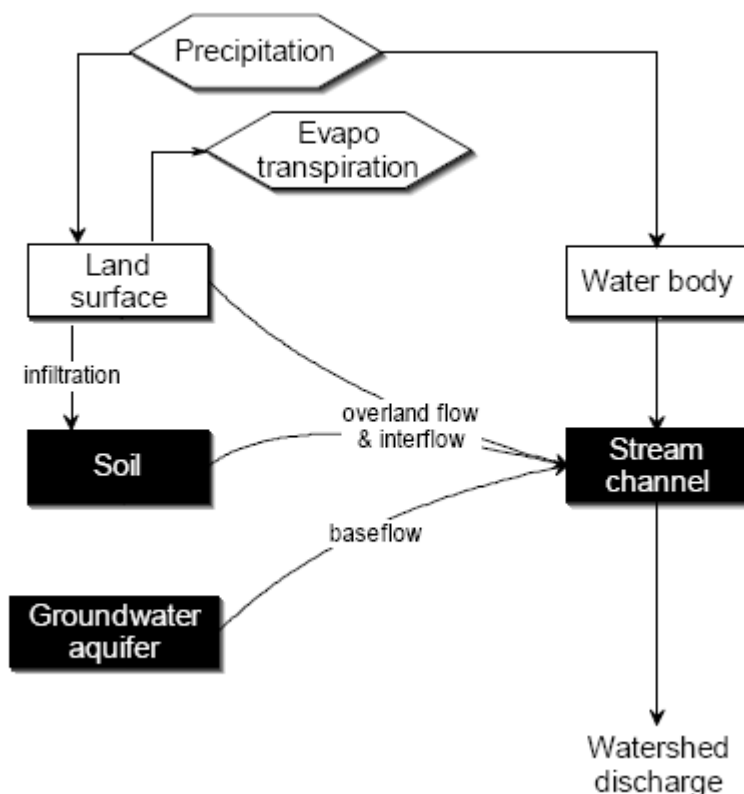 Precipitation
Evapo
transpiration
Land
surface
Water body
infiltration
overland flow
& interflow
Soil
Stream
channel
baseflow
Groundwater
aquifer
Watershed
discharge